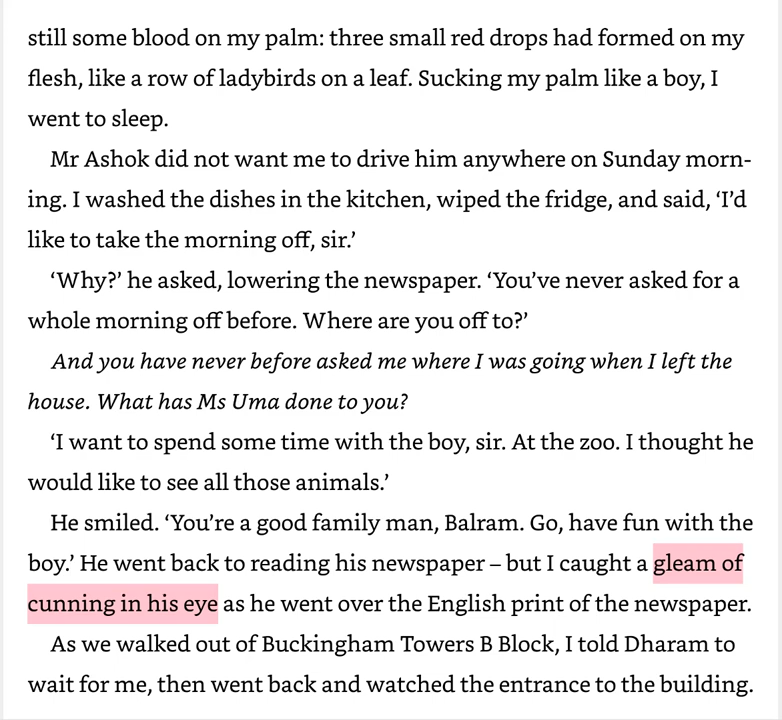 still some blood on my palm: three small red drops had formed on my
flesh, like a row of ladybirds on a leaf. Sucking my palm like a boy, I
went to sleep.
Mr Ashok did not want me to drive him anywhere on Sunday morn-
ing. I washed the dishes in the kitchen, wiped the fridge, and said, ‘I’d
like to take the morning off, sir.’
‘Why?’ he asked, lowering the newspaper. ‘You’ve never asked for a
whole morning off before. Where are you off to?’
And you have never before asked me where I was going when I left the
house. What has Ms Uma done to you?
‘I want to spend some time with the boy, sir. At the zoo. I thought he
would like to see all those animals.’
He smiled. ‘You’re a good family man, Balram. Go, have fun with the
boy.’ He went back to reading his newspaper – but I caught a gleam of
cunning in his eye as he went over the English print of the newspaper.
As we walked out of Buckingham Towers B Block, I told Dharam to
wait for me, then went back and watched the entrance to the building.